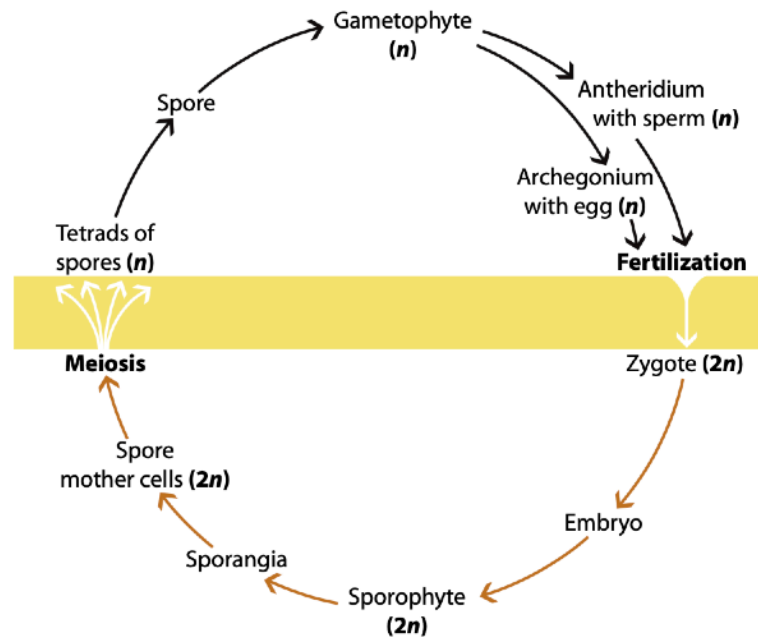 Gametophyte
(n)
Antheridium
with sperm (n)
Spore
Archegonium
with egg (n)
Tetrads of
spores (n)
Fertilization
Meiosis
Zygote (2n)
Spore
mother cells (2n)
Embryo
Sporangia
Sporophyte
(2n)